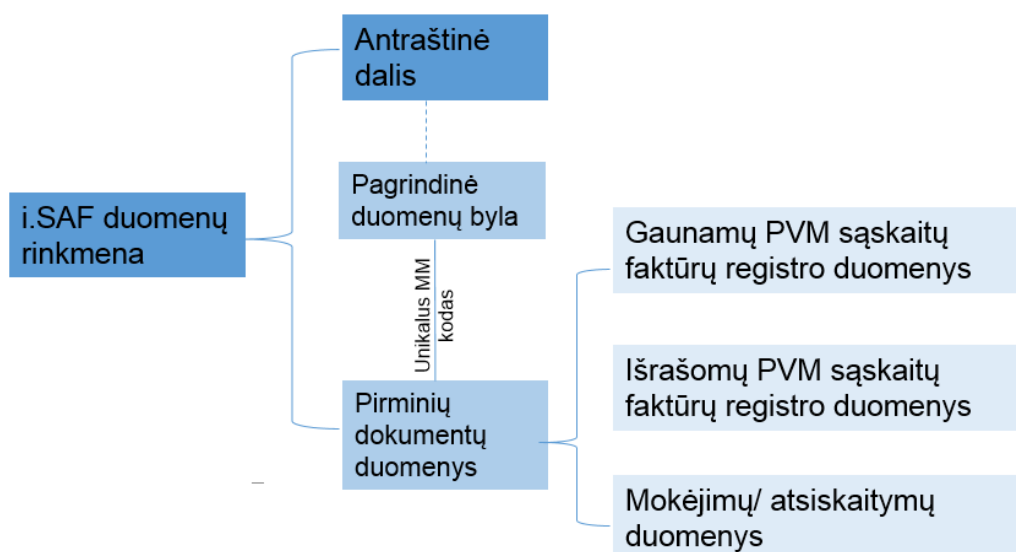 Antraštinė
dalis
i.SAF duomenų
rinkmena
Pagrindinė
duomenų byla
Unikalus MM
kodas
Pirminių
dokumentų
duomenys
Gaunamų PVM sąskaitų
faktūrų registro duomenys
Išrašomų PVM sąskaitų
faktūrų registro duomenys
Mokėjimų/ atsiskaitymų
duomenys